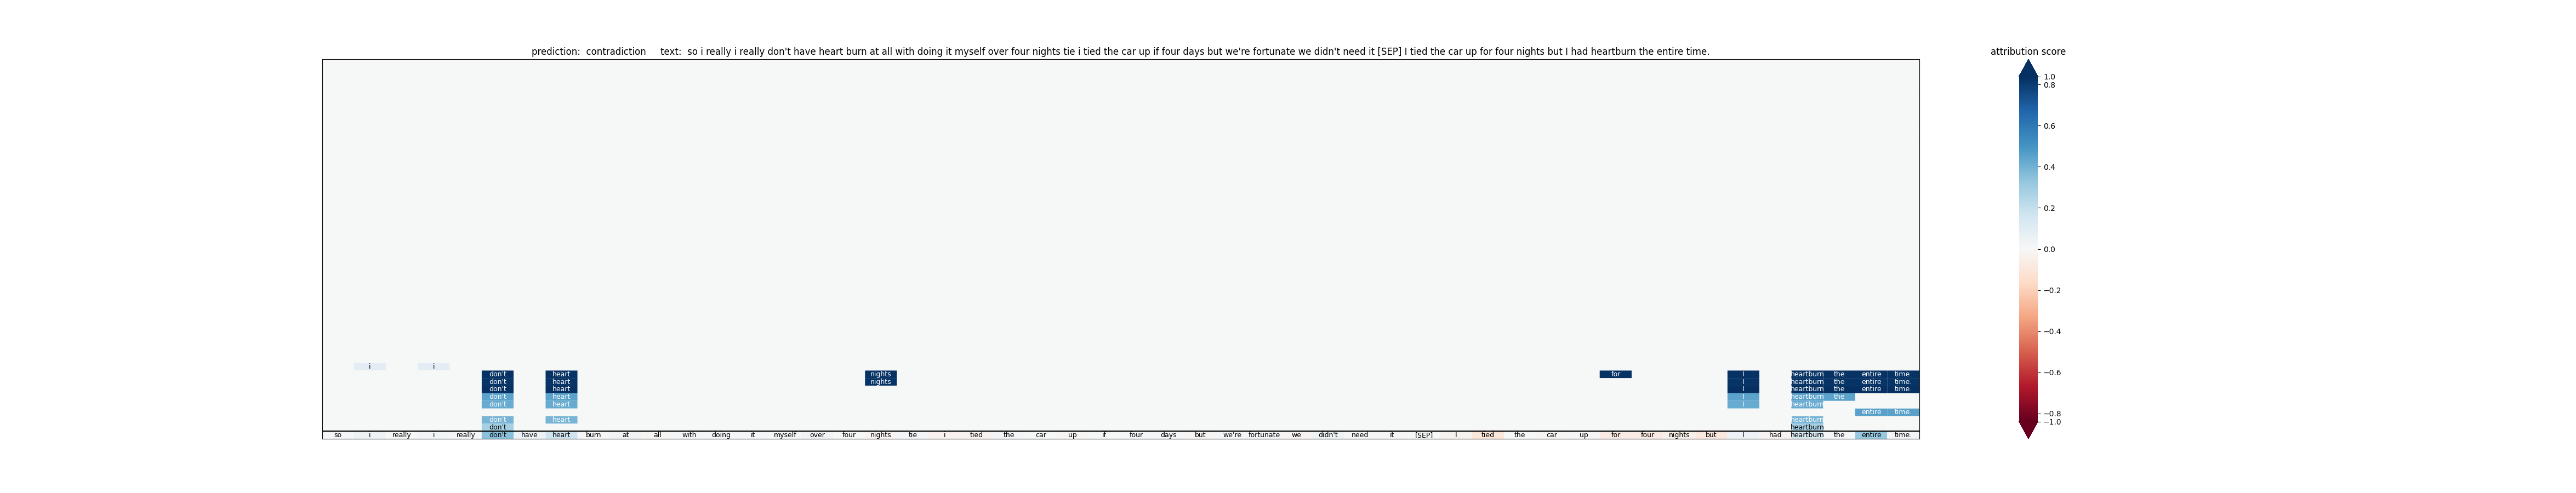 prediction:  contradiction     text:  so i really i really don't have heart burn at all with doing it myself over four nights tie i tied the car up if four days but we're fortunate we didn't need it [SEP] I tied the car up for four nights but I had heartburn the entire time.
attribution score
1.0
0.8
0.6
0.4
0.2
0.0
−0.2
−0.4
−0.6
−0.8
−1.0
i i
don't heart nights for I heartburn the entire time.
don't heart nights I heartburn the entire time.
don't heart I heartburn the entire time.
don't heart I heartburn the
don't heart I heartburn
entire time.
don't heart heartburn
don't heartburn
so i really i really don't have heart burn at all with doing it myself over four nights tie i tied the car up if four days but we're fortunate we didn't need it [SEP] I tied the car up for four nights but I had heartburn the entire time.